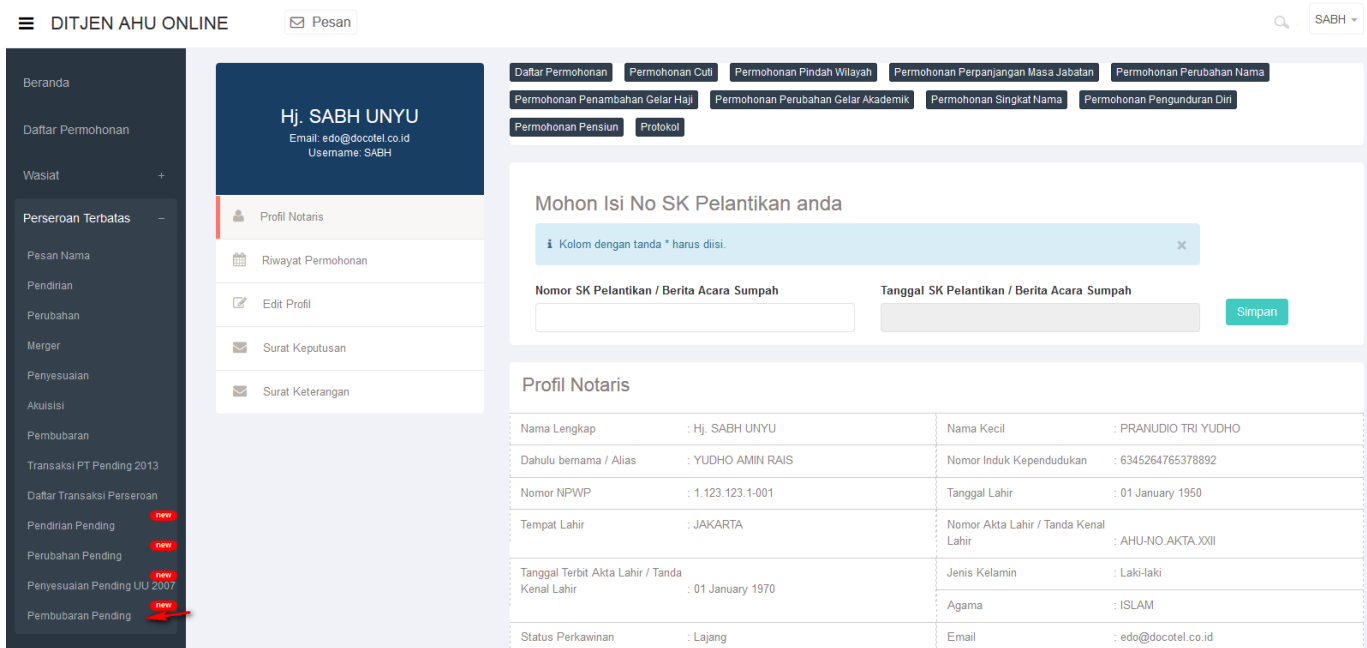 DITJEN AHU ONLINE
Pesan
SABH
Beranda
Daftar Permohonan
Wasiat +
Perseroan Terbatas –
Pesan Nama
Pendirian
Perubahan
Merger
Penyesuaian
Akuisisi
Pembubaran
Transaksi PT Pending 2013
Daftar Transaksi Perseroan
new
Pendirian Pending
new
Perubahan Pending
new
Penyesuaian Pending UU 2007
new
Pembubaran Pending
Hj. SABH UNYU
Email: edo@docotel.co.id
Username: SABH
Profil Notaris
Riwayat Permohonan
Edit Profil
Surat Keputusan
Surat Keterangan
Daftar Permohonan Permohonan Cuti Permohonan Pindah Wilayah Permohonan Perpanjangan Masa Jabatan Permohonan Perubahan Nama
Permohonan Penambahan Gelar Haji Permohonan Perubahan Gelar Akademik Permohonan Singkat Nama Permohonan Pengunduran Diri
Permohonan Pensiun Protokol
Mohon Isi No SK Pelantikan anda
i Kolom dengan tanda * harus diisi. ×
Nomor SK Pelantikan / Berita Acara Sumpah Tanggal SK Pelantikan / Berita Acara Sumpah
Simpan
Profil Notaris
Nama Lengkap : Hj. SABH UNYU Nama Kecil : PRANUDIO TRI YUDHO
Dahulu bernama / Alias : YUDHO AMIN RAIS Nomor Induk Kependudukan : 6345264765378892
Nomor NPWP : 1.123.123.1-001 Tanggal Lahir : 01 January 1950
Tempat Lahir : JAKARTA Nomor Akta Lahir / Tanda Kenal
Lahir : AHU-NO.AKTA.XXII
Tanggal Terbit Akta Lahir / Tanda
Kenal Lahir : 01 January 1970
Jenis Kelamin : Laki-laki
Agama : ISLAM
Status Perkawinan : Lajang Email : edo@docotel.co.id